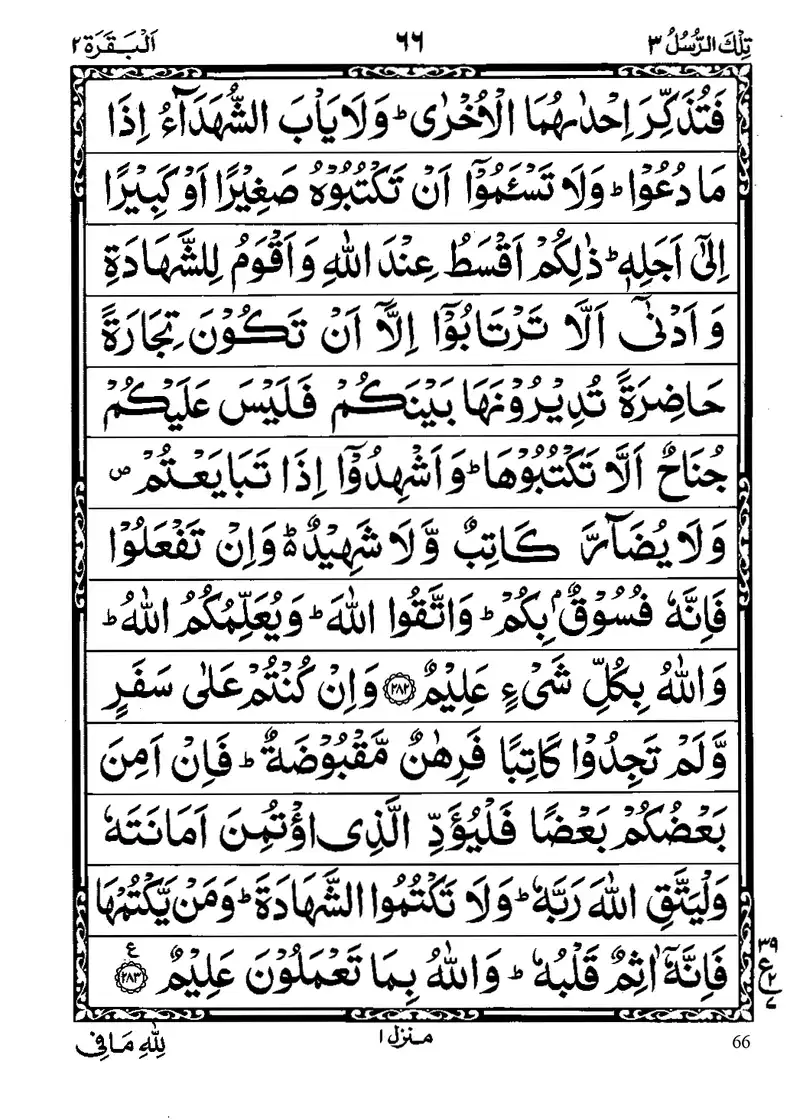 تِلْكَ الرُّسُلُ ٣
٦٦
اَلْبَقَرَة ٢
فَتُذَكِّرَ اِحْدٰىهُمَا الْاُخْرٰى ؕ وَلَا يَاْبَ الشُّهَدَآءُ اِذَا
مَا دُعُوْا ؕ وَلَا تَسْـَٔمُوْۤا اَنْ تَكْتُبُوْهُ صَغِيْرًا اَوْ كَبِيْرًا
اِلٰۤى اَجَلِهٖ ؕ ذٰلِكُمْ اَقْسَطُ عِنْدَ اللّٰهِ وَاَقْوَمُ لِلشَّهَادَةِ
وَاَدْنٰۤى اَلَّا تَرْتَابُوْۤا اِلَّاۤ اَنْ تَكُوْنَ تِجَارَةً
حَاضِرَةً تُدِيْرُوْنَهَا بَيْنَكُمْ فَلَيْسَ عَلَيْكُمْ
جُنَاحٌ اَلَّا تَكْتُبُوْهَا ؕ وَاَشْهِدُوْۤا اِذَا تَبَايَعْتُمْ ص
وَلَا يُضَآرَّ كَاتِبٌ وَّلَا شَهِيْدٌ ؕ۬ وَاِنْ تَفْعَلُوْا
فَاِنَّهٗ فُسُوْقٌۢ بِكُمْ ؕ وَاتَّقُوا اللّٰهَ ؕ وَيُعَلِّمُكُمُ اللّٰهُ ؕ
وَاللّٰهُ بِكُلِّ شَىْءٍ عَلِيْمٌ ۝٢٨٢ وَاِنْ كُنْتُمْ عَلٰى سَفَرٍ
وَّلَمْ تَجِدُوْا كَاتِبًا فَرِهٰنٌ مَّقْبُوْضَةٌ ؕ فَاِنْ اَمِنَ
بَعْضُكُمْ بَعْضًا فَلْيُؤَدِّ الَّذِى اؤْتُمِنَ اَمَانَتَهٗ
وَلْيَتَّقِ اللّٰهَ رَبَّهٗ ؕ وَلَا تَكْتُمُوا الشَّهَادَةَ ؕ وَمَنْ يَّكْتُمْهَا
فَاِنَّهٗۤ اٰثِمٌ قَلْبُهٗ ؕ وَاللّٰهُ بِمَا تَعْمَلُوْنَ عَلِيْمٌ ۝٢٨٣ ع
٣٩
ع ٢
٧
66
منزل ١
لِلّٰهِ مَا فِى